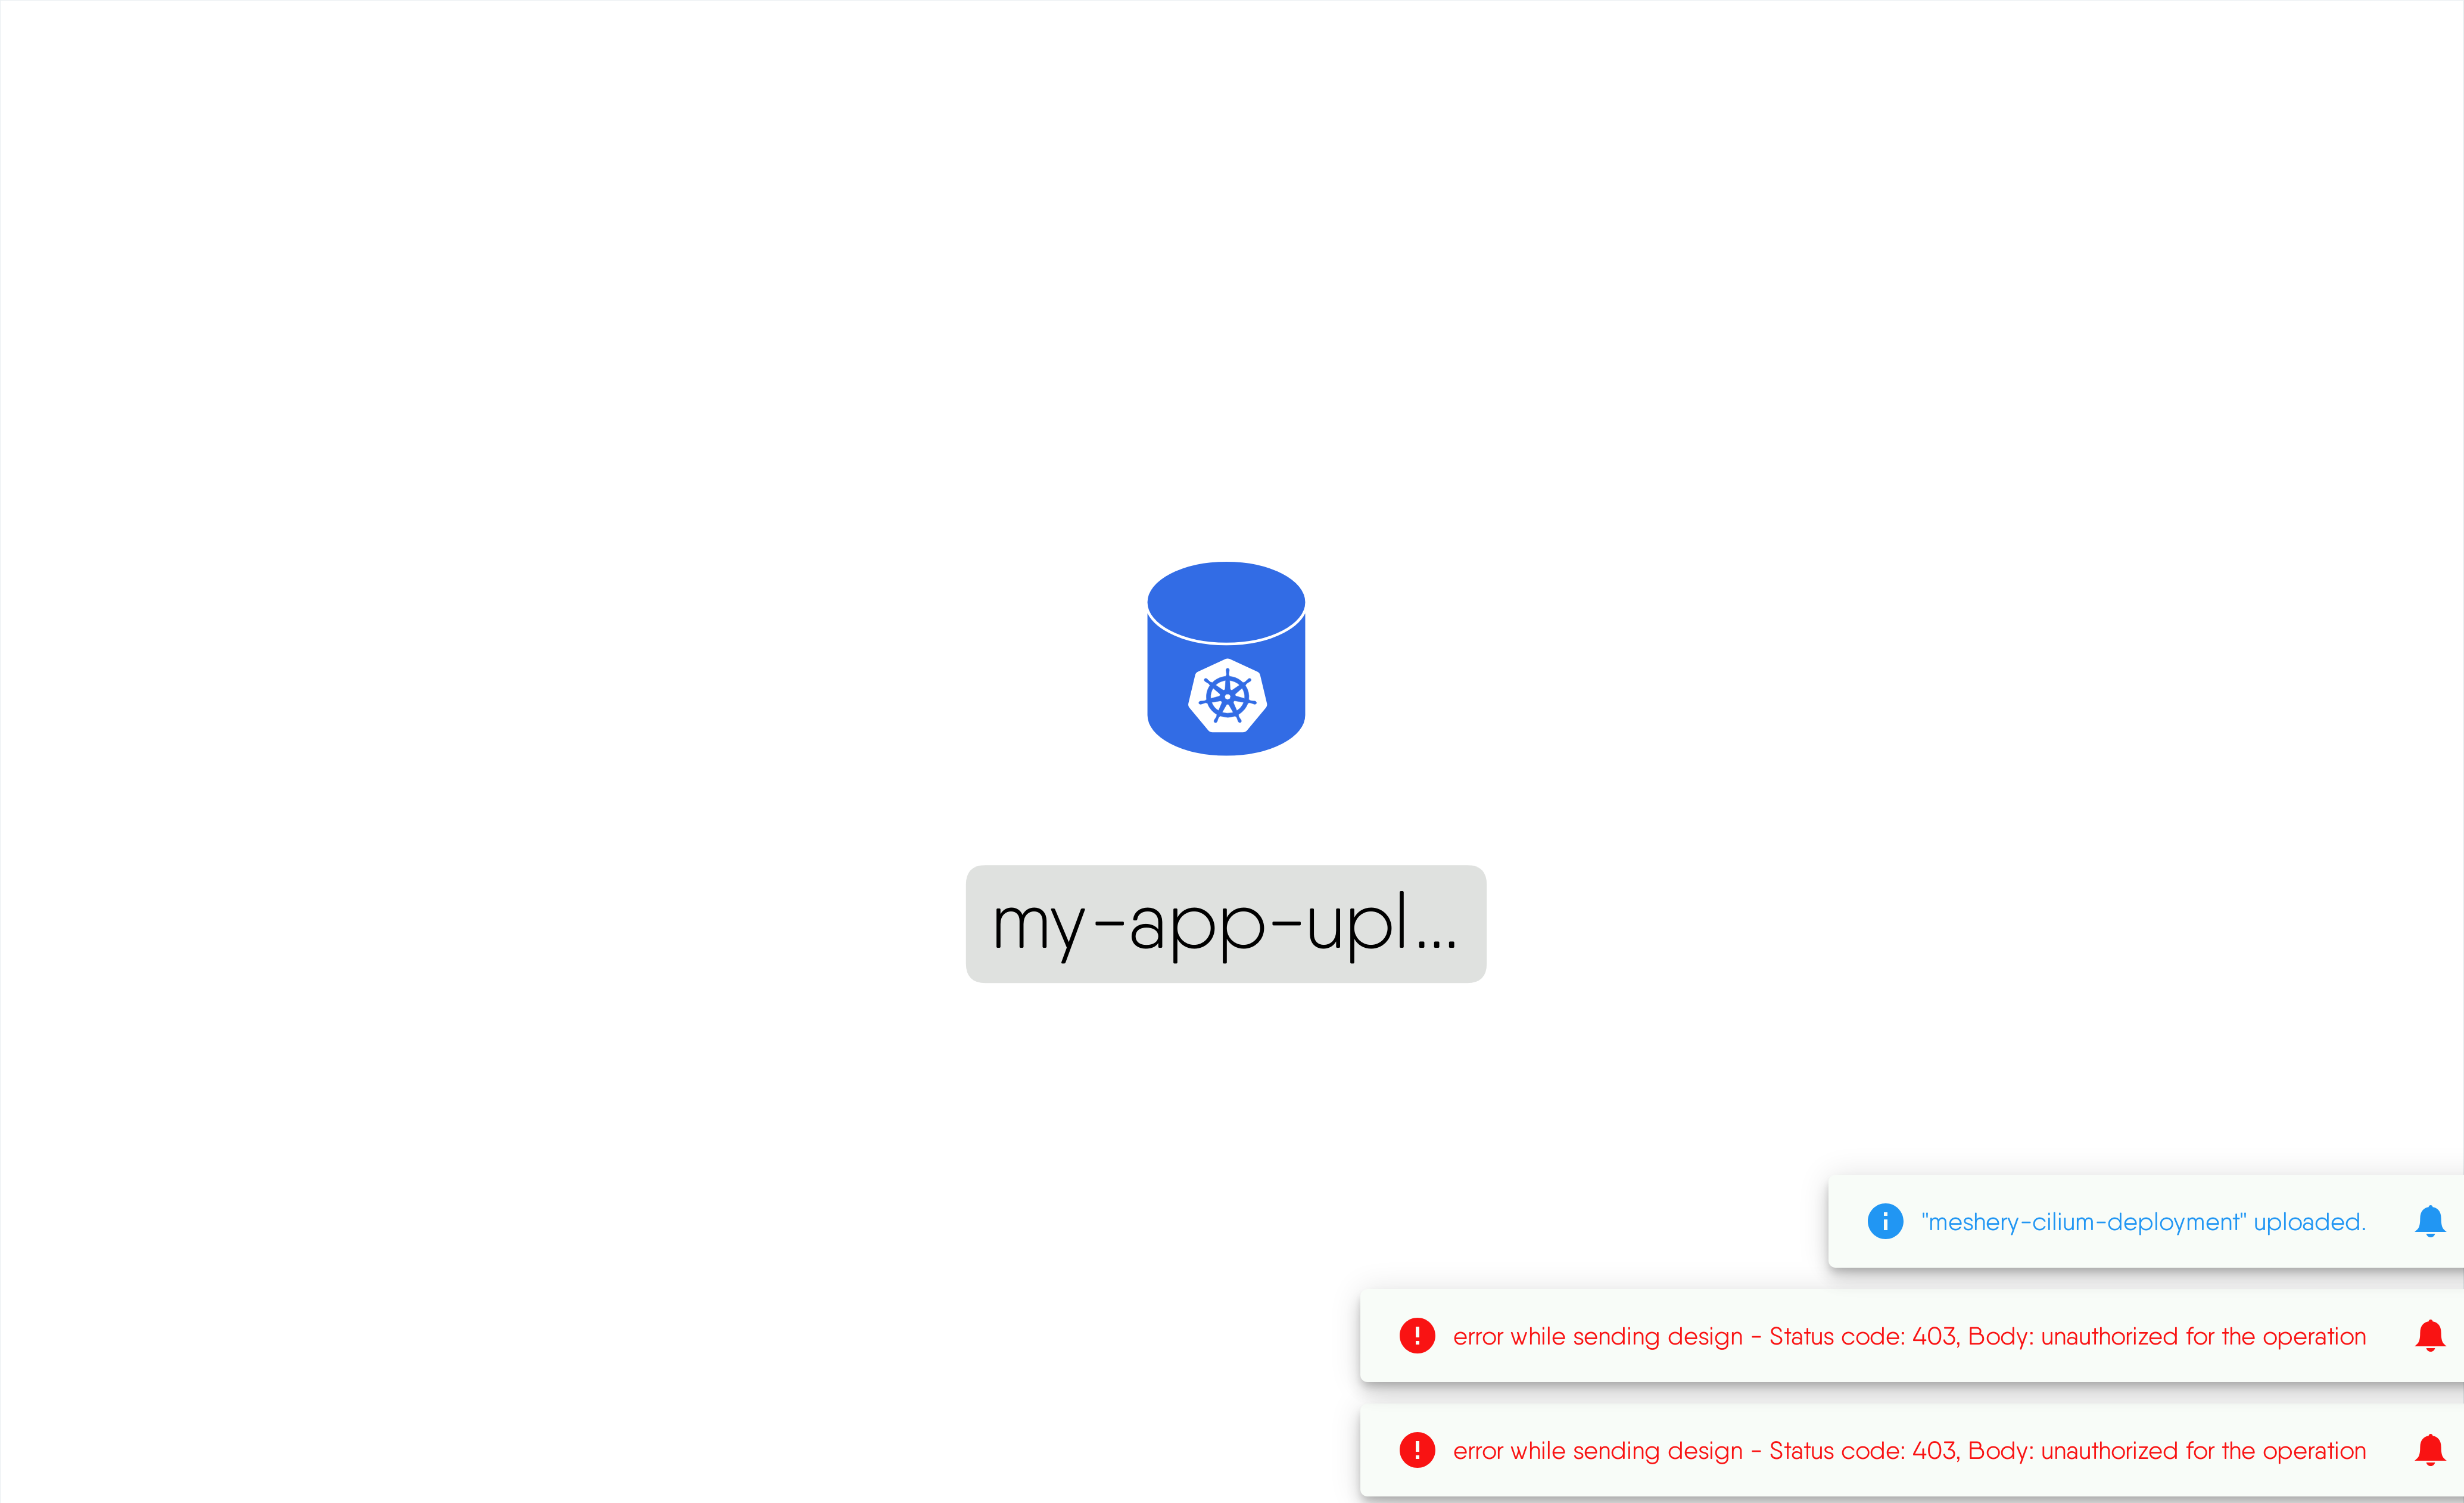 my-app-upl...
"meshery-cilium-deployment" uploaded.
error while sending design - Status code: 403, Body: unauthorized for the operation
error while sending design - Status code: 403, Body: unauthorized for the operation